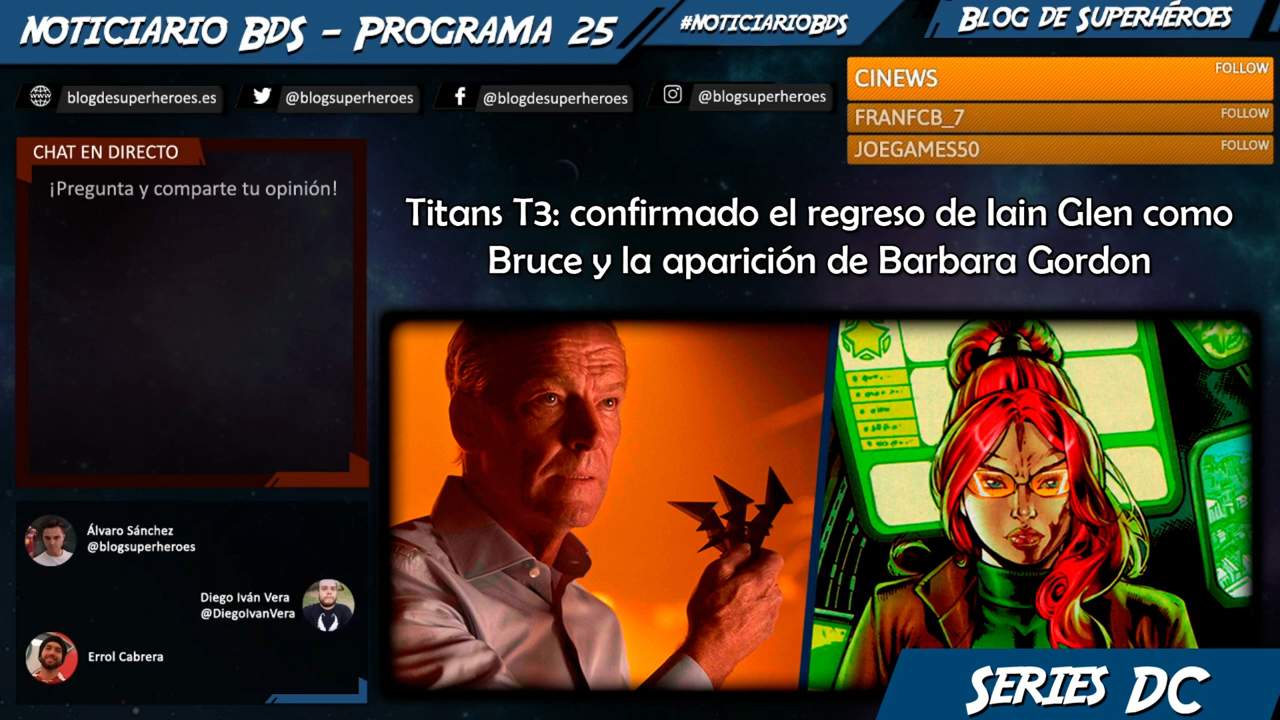 NOTICIARIO BDS - PROGRAMA 25
#NOTICIARIOBDS
BLOG DE SUPERHÉROES
blogdesuperheroes.es
@blogsuperheroes
@blogdesuperheroes
@blogsuperheroes
CINEWS FOLLOW
FRANFCB_7 FOLLOW
JOEGAMES50 FOLLOW
CHAT EN DIRECTO
¡Pregunta y comparte tu opinión!
Titans T3: confirmado el regreso de Iain Glen como
Bruce y la aparición de Barbara Gordon
Álvaro Sánchez
@blogsuperheroes
Diego Iván Vera
@DiegoIvanVera
Errol Cabrera
SERIES DC